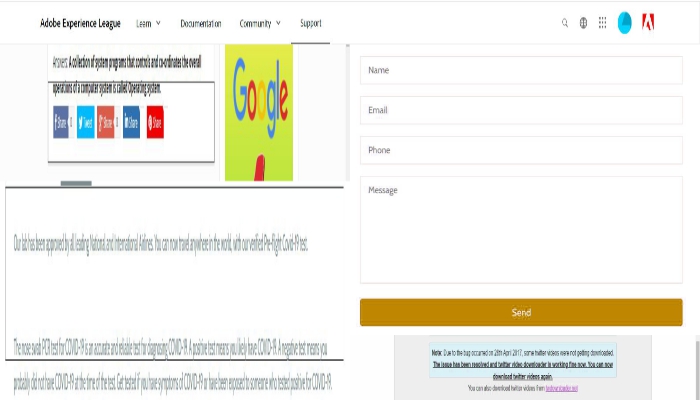 Adobe Experience League
Learn
Documentation
Community
Support
Answers: A collection of system programs that controls and co-ordinates the overall
operations of a computer system is called Operating system.
Share
Tweet
Share
Share
Share
Google
Our lab has been approved by all leading National and International Airlines. You can now travel anywhere in the world, with our verified Pre-flight Covid-19 test.
The nose swab PCR test for COVID-19 is an accurate and reliable test for diagnosing COVID-19. A positive test means you likely have COVID-19. A negative test means you
probably did not have COVID-19 at the time of the test. Get tested if you have symptoms of COVID-19 or have been exposed to someone who tested positive for COVID-19.
Name
Email
Phone
Message
Send
Note: Due to the bug occurred on 26th April 2017, some twitter videos were not getting downloaded.
The issue has been resolved and twitter video downloader is working fine now. You can now
download twitter videos again.
You can also download twitter videos from